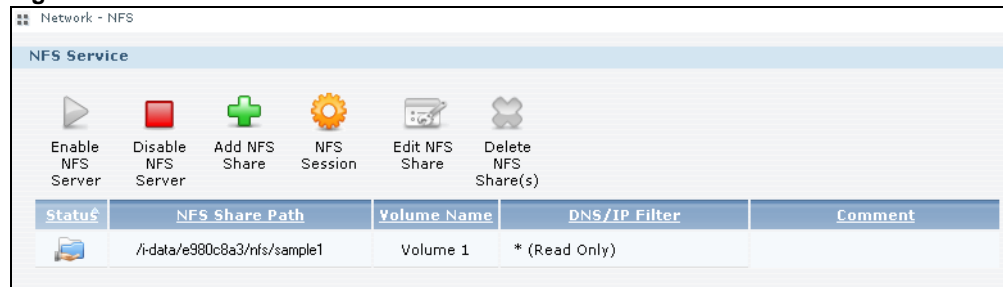 Network - NFS
NFS Service
Enable NFS Server
Disable NFS Server
Add NFS Share
NFS Session
Edit NFS Share
Delete NFS Share(s)
Status NFS Share Path Volume Name DNS/IP Filter Comment
/i-data/e980c8a3/nfs/sample1 Volume 1 * (Read Only)